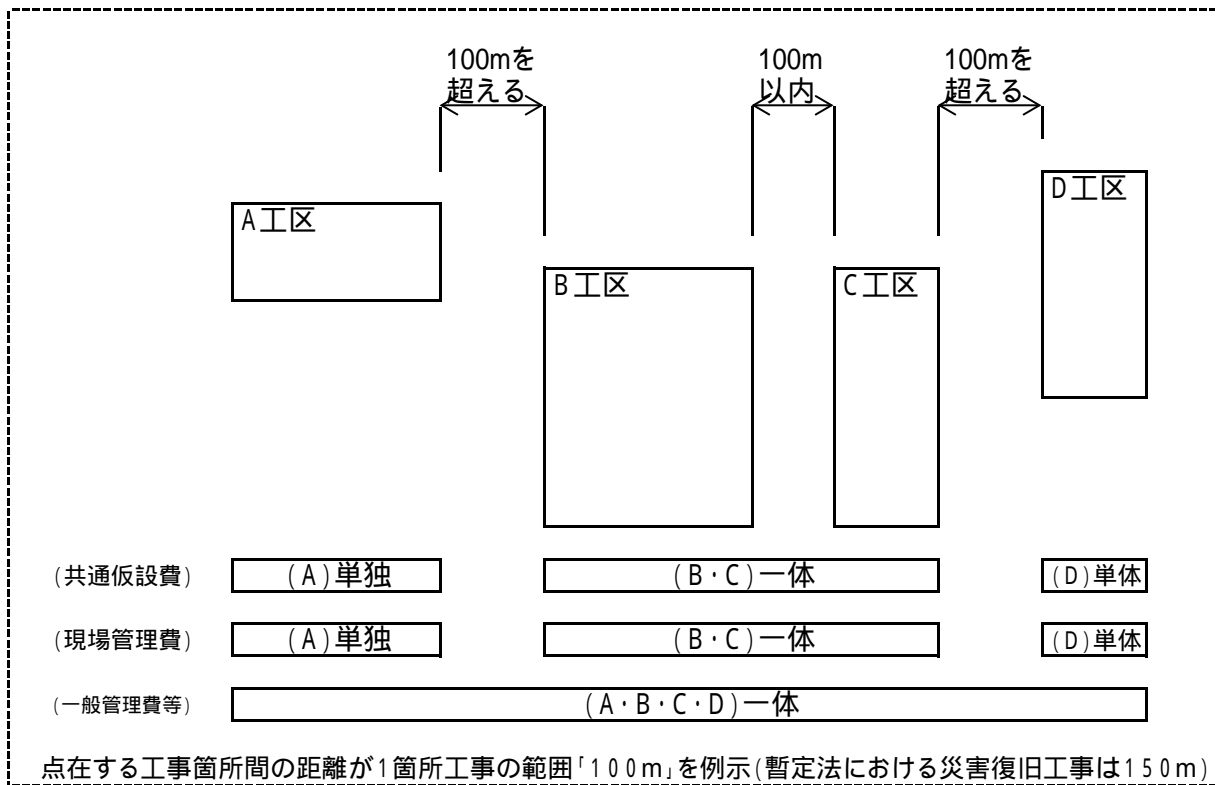 100mを
超える
100m
以内
100mを
超える
A工区
B工区
C工区
D工区
(共通仮設費)
(A)単独
(B・C)一体
(D)単体
(現場管理費)
(A)単独
(B・C)一体
(D)単体
(一般管理費等)
(A・B・C・D)一体
点在する工事箇所間の距離が1箇所工事の範囲「100m」を例示(暫定法における災害復旧工事は150m)